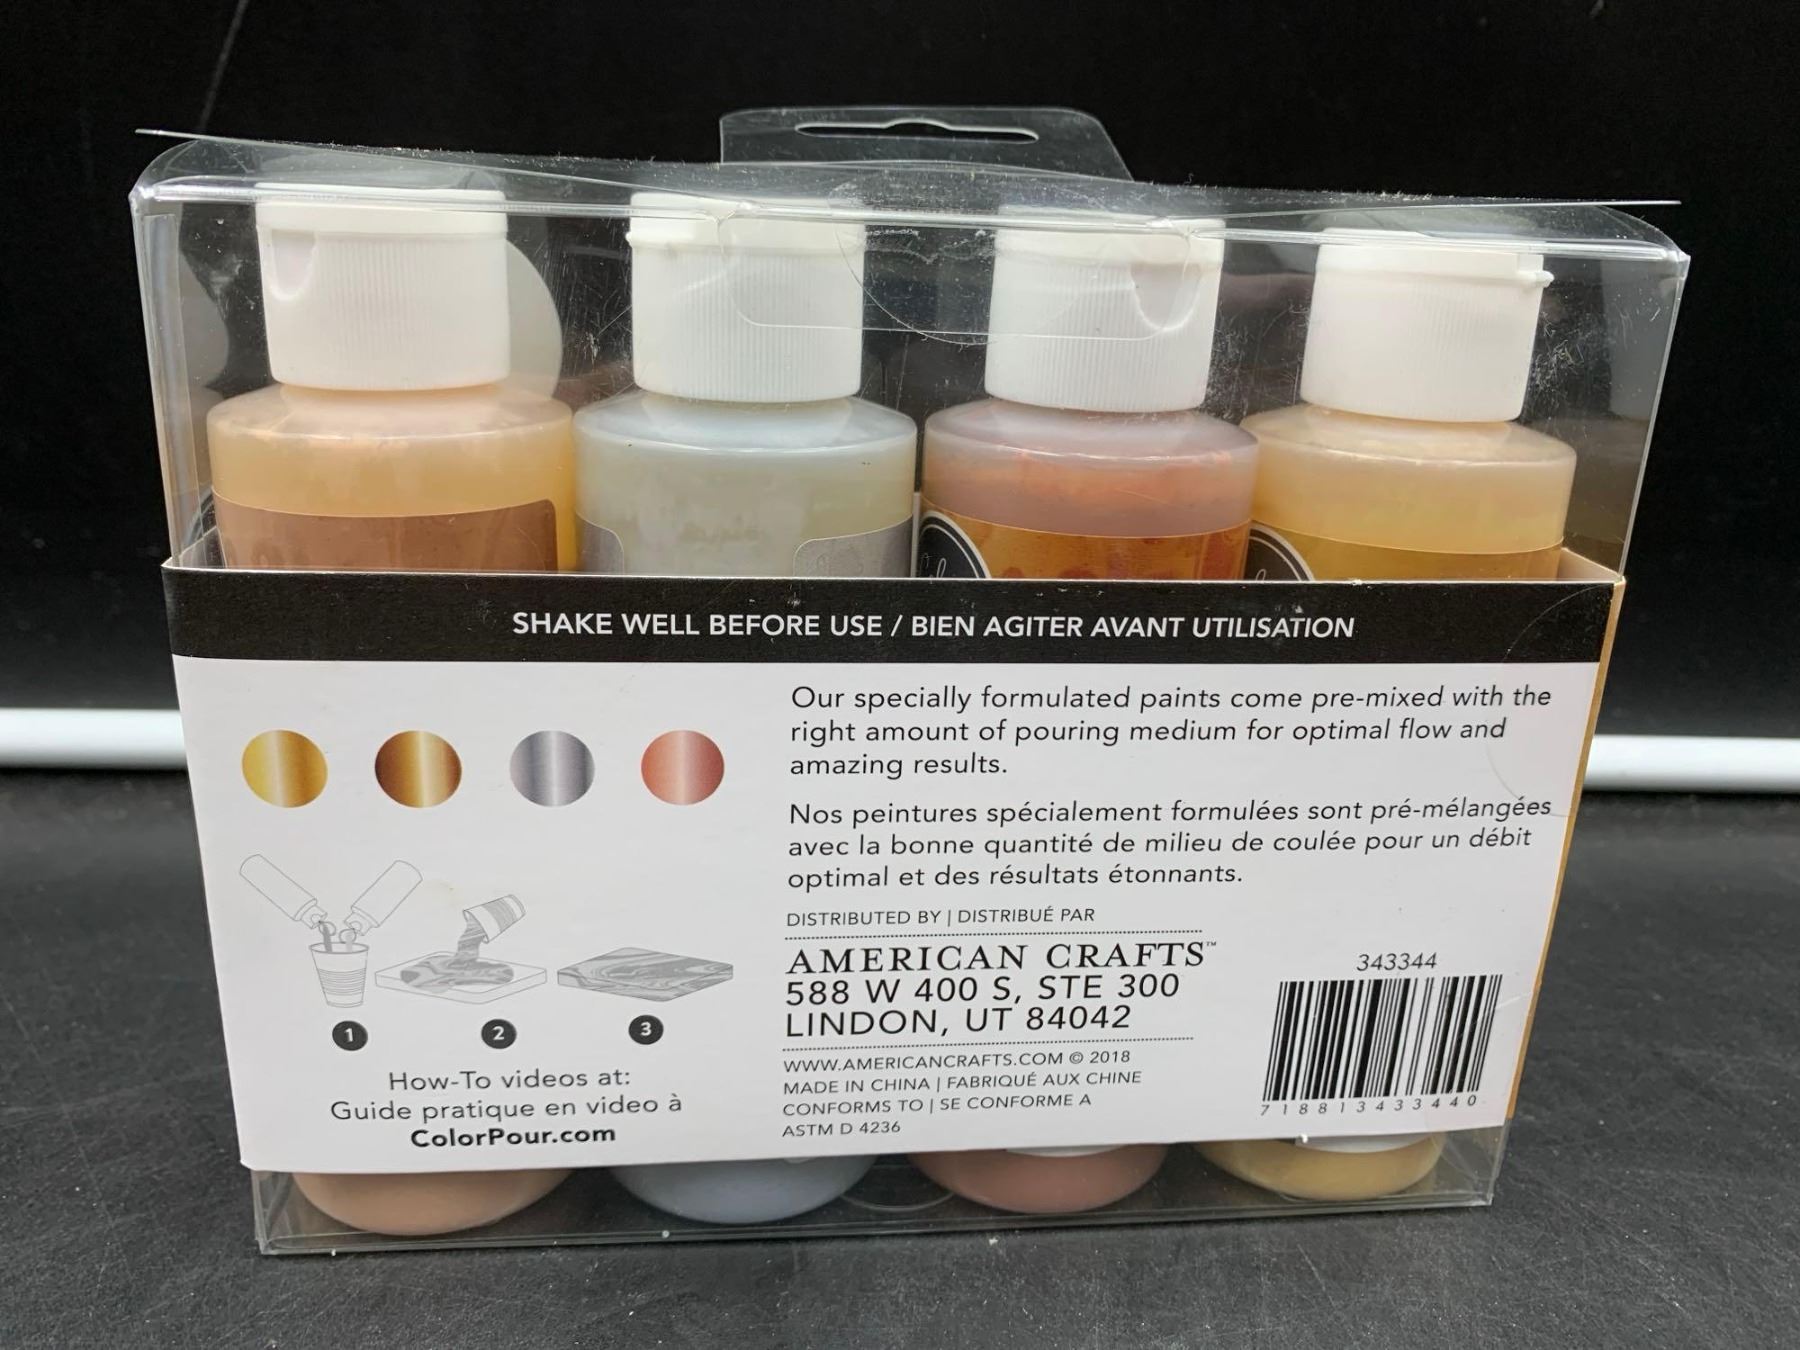 SHAKE WELL BEFORE USE / BIEN AGITER AVANT UTILISATION
Our specially formulated paints come pre-mixed with the
right amount of pouring medium for optimal flow and
amazing results.
Nos peintures spécialement formulées sont pré-mélangées
avec la bonne quantité de milieu de coulée pour un débit
optimal et des résultats étonnants.
DISTRIBUTED BY | DISTRIBUÉ PAR
AMERICAN CRAFTS™
588 W 400 S, STE 300
LINDON, UT 84042
WWW.AMERICANCRAFTS.COM © 2018
MADE IN CHINA | FABRIQUÉ AUX CHINE
CONFORMS TO | SE CONFORME A
ASTM D 4236
343344
718813433440
1
2
3
How-To videos at:
Guide pratique en video à
ColorPour.com